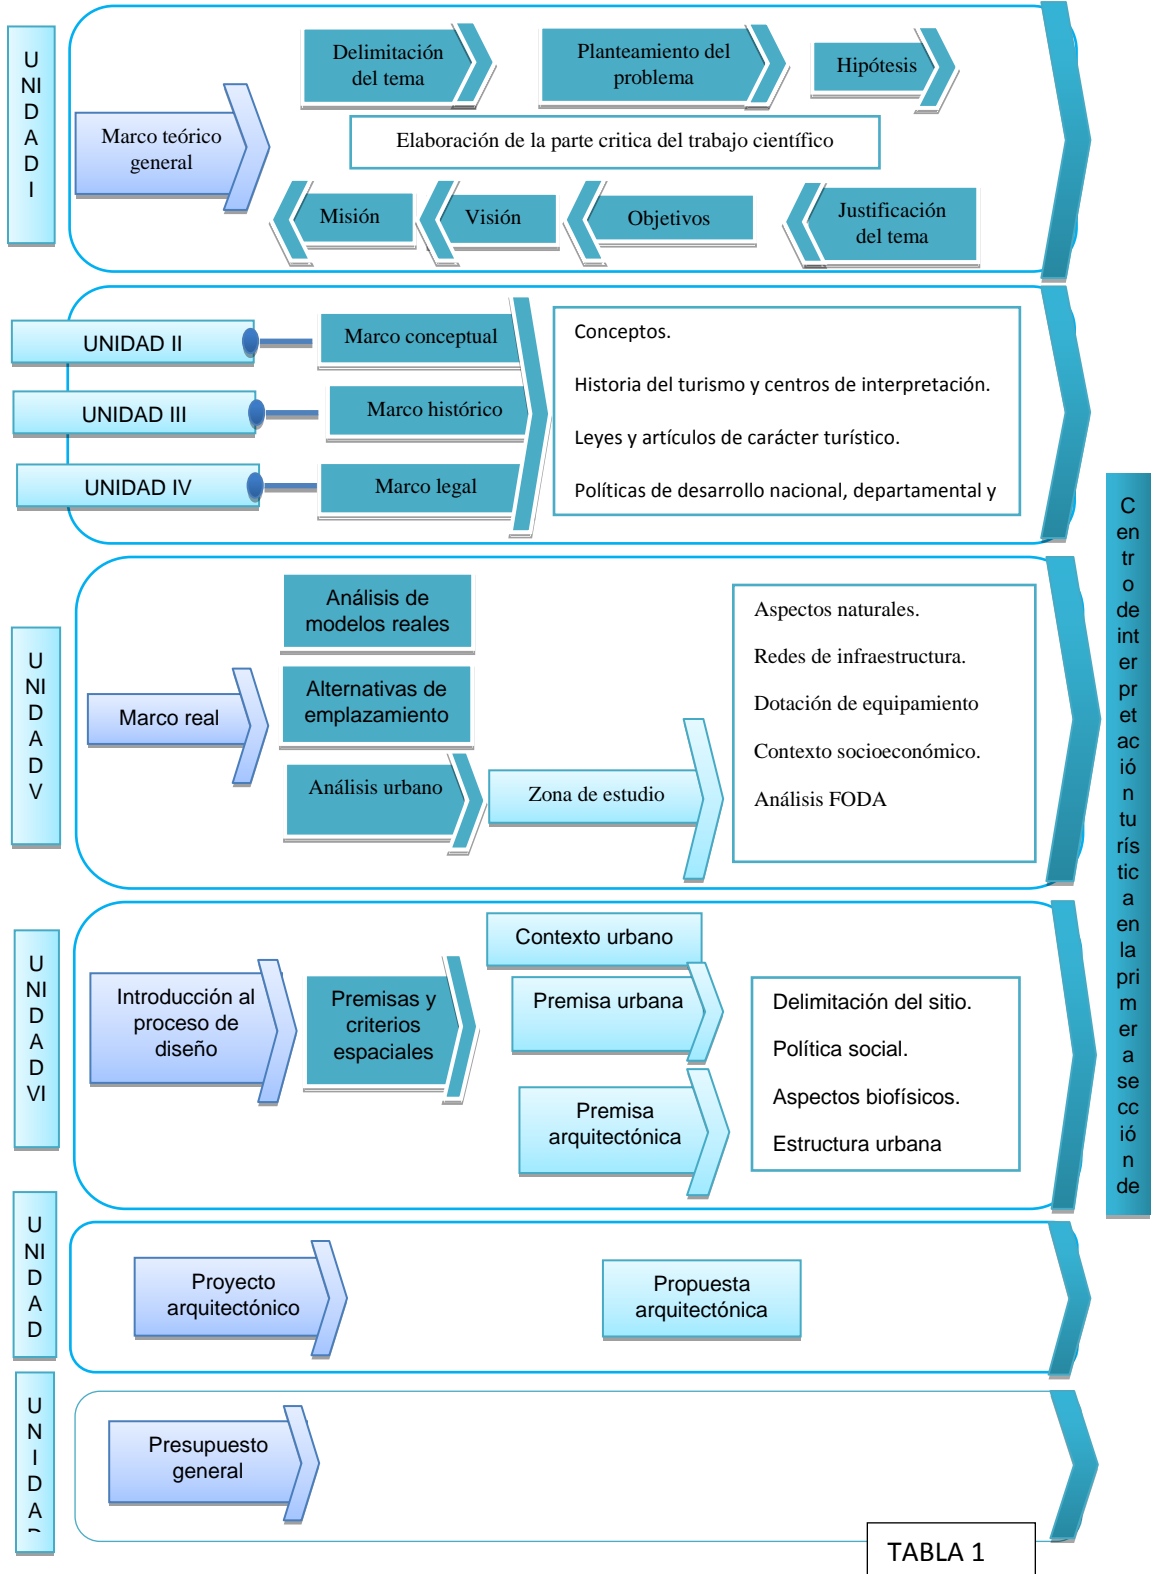 U
NI
D
A
D
I
Delimitación
del tema
Planteamiento del
problema
Hipótesis
Marco teórico
general
Elaboración de la parte critica del trabajo científico
Misión
Visión
Objetivos
Justificación
del tema
UNIDAD II
Marco conceptual
UNIDAD III
Marco histórico
UNIDAD IV
Marco legal
Conceptos.
Historia del turismo y centros de interpretación.
Leyes y artículos de carácter turístico.
Políticas de desarrollo nacional, departamental y
U
NI
D
A
D
V
Marco real
Análisis de
modelos reales
Alternativas de
emplazamiento
Análisis urbano
Zona de estudio
Aspectos naturales.
Redes de infraestructura.
Dotación de equipamiento
Contexto socioeconómico.
Análisis FODA
U
NI
D
A
D
VI
Introducción al
proceso de
diseño
Premisas y
criterios
espaciales
Contexto urbano
Premisa urbana
Premisa
arquitectónica
Delimitación del sitio.
Política social.
Aspectos biofísicos.
Estructura urbana
U
NI
D
A
D
Proyecto
arquitectónico
Propuesta
arquitectónica
U
N
I
D
A
Presupuesto
general
C
en
tr
o
de
int
er
pr
et
ac
ió
n
tu
rís
tic
a
en
la
pri
m
er
a
se
cc
ió
n
de
TABLA 1